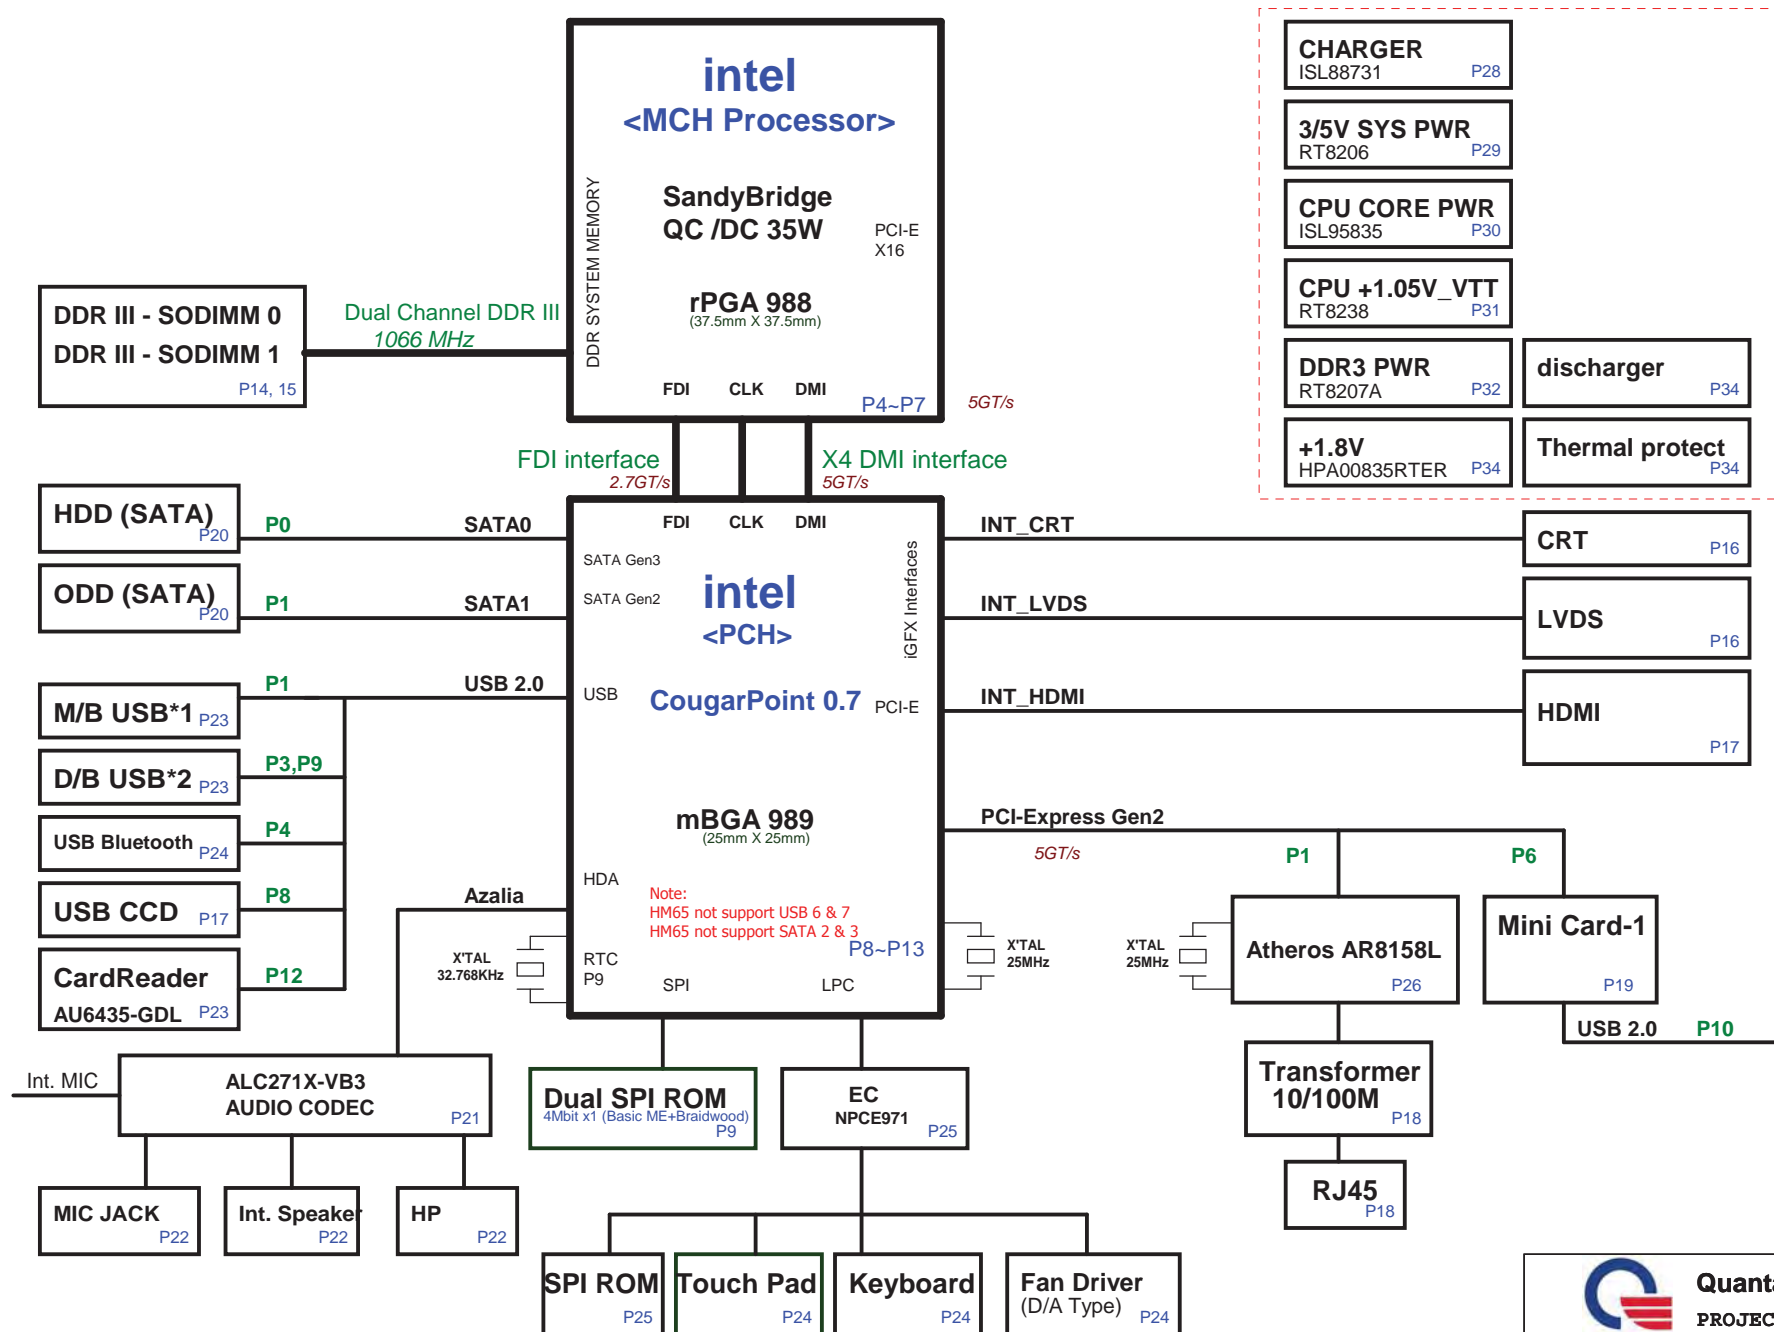 intel
<MCH Processor>
SandyBridge
QC /DC 35W
PCI-E
X16
rPGA 988
(37.5mm X 37.5mm)
DDR SYSTEM MEMORY
FDI CLK DMI
P4~P7
5GT/s
CHARGER
ISL88731 P28
3/5V SYS PWR
RT8206 P29
CPU CORE PWR
ISL95835 P30
CPU +1.05V_VTT
RT8238 P31
DDR3 PWR
RT8207A P32
discharger
P34
+1.8V
HPA00835RTER P34
Thermal protect
P34
DDR III - SODIMM 0
DDR III - SODIMM 1
P14, 15
Dual Channel DDR III
1066 MHz
FDI interface
2.7GT/s
X4 DMI interface
5GT/s
HDD (SATA)
P20
P0 SATA0
ODD (SATA)
P20
P1 SATA1
M/B USB*1 P23
P1 USB 2.0
D/B USB*2 P23
P3,P9
USB Bluetooth P24
P4
USB CCD P17
P8
CardReader
AU6435-GDL P23
P12
FDI CLK DMI
SATA Gen3
SATA Gen2
intel
<PCH>
iGFX Interfaces
USB
CougarPoint 0.7
PCI-E
mBGA 989
(25mm X 25mm)
HDA
Note:
HM65 not support USB 6 & 7
HM65 not support SATA 2 & 3
P8~P13
RTC
P9
SPI LPC
Azalia
X'TAL
32.768KHz
X'TAL
25MHz
X'TAL
25MHz
INT_CRT
CRT P16
INT_LVDS
LVDS
P16
INT_HDMI
HDMI
P17
PCI-Express Gen2
5GT/s
P1
P6
Atheros AR8158L
P26
Mini Card-1
P19
USB 2.0 P10
Transformer
10/100M
P18
RJ45
P18
Int. MIC
ALC271X-VB3
AUDIO CODEC
P21
MIC JACK
P22
Int. Speaker
P22
HP
P22
Dual SPI ROM
4Mbit x1 (Basic ME+Braidwood)
P9
EC
NPCE971
P25
SPI ROM
P25
Touch Pad
P24
Keyboard
P24
Fan Driver
(D/A Type) P24
Quanta
PROJEC